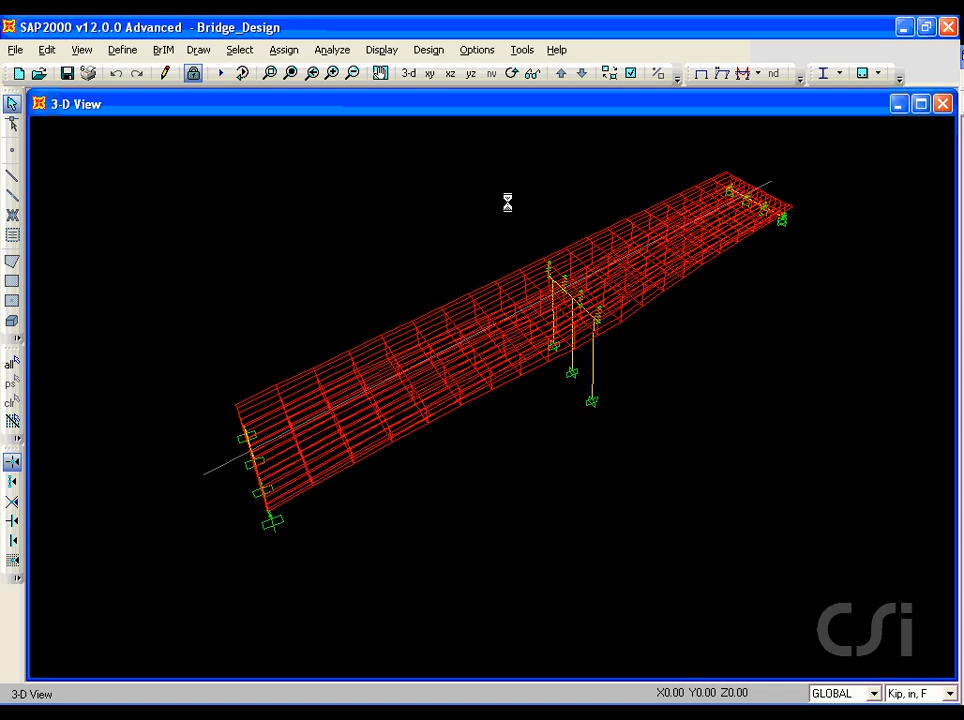 SAP2000 v12.0.0 Advanced - Bridge_Design
File Edit View Define BrIM Draw Select Assign Analyze Display Design Options Tools Help
3-d xy xz yz nv nd
3-D View
all
ps
clr
CSi
3-D View X0.00 Y0.00 Z0.00 GLOBAL Kip, in, F